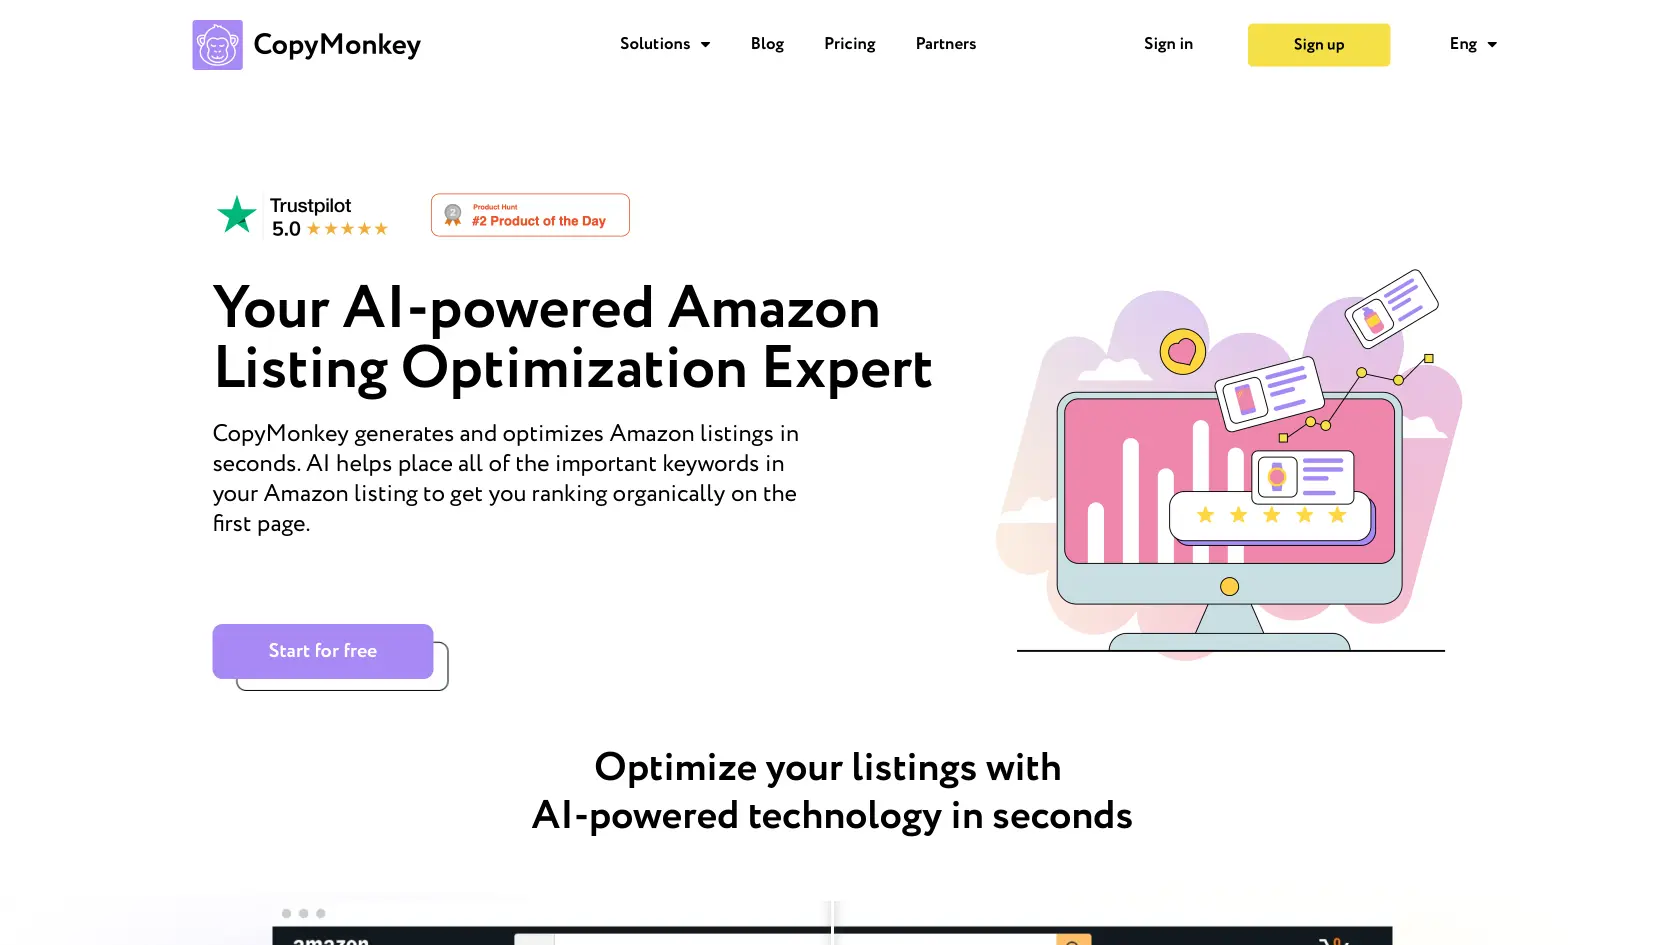 CopyMonkey
Solutions
Blog
Pricing
Partners
Sign in
Sign up
Eng
Trustpilot
5.0
2
Product Hunt
#2 Product of the Day
Your AI-powered Amazon
Listing Optimization Expert
CopyMonkey generates and optimizes Amazon listings in
seconds. AI helps place all of the important keywords in
your Amazon listing to get you ranking organically on the
first page.
Start for free
Optimize your listings with
AI-powered technology in seconds
amazon